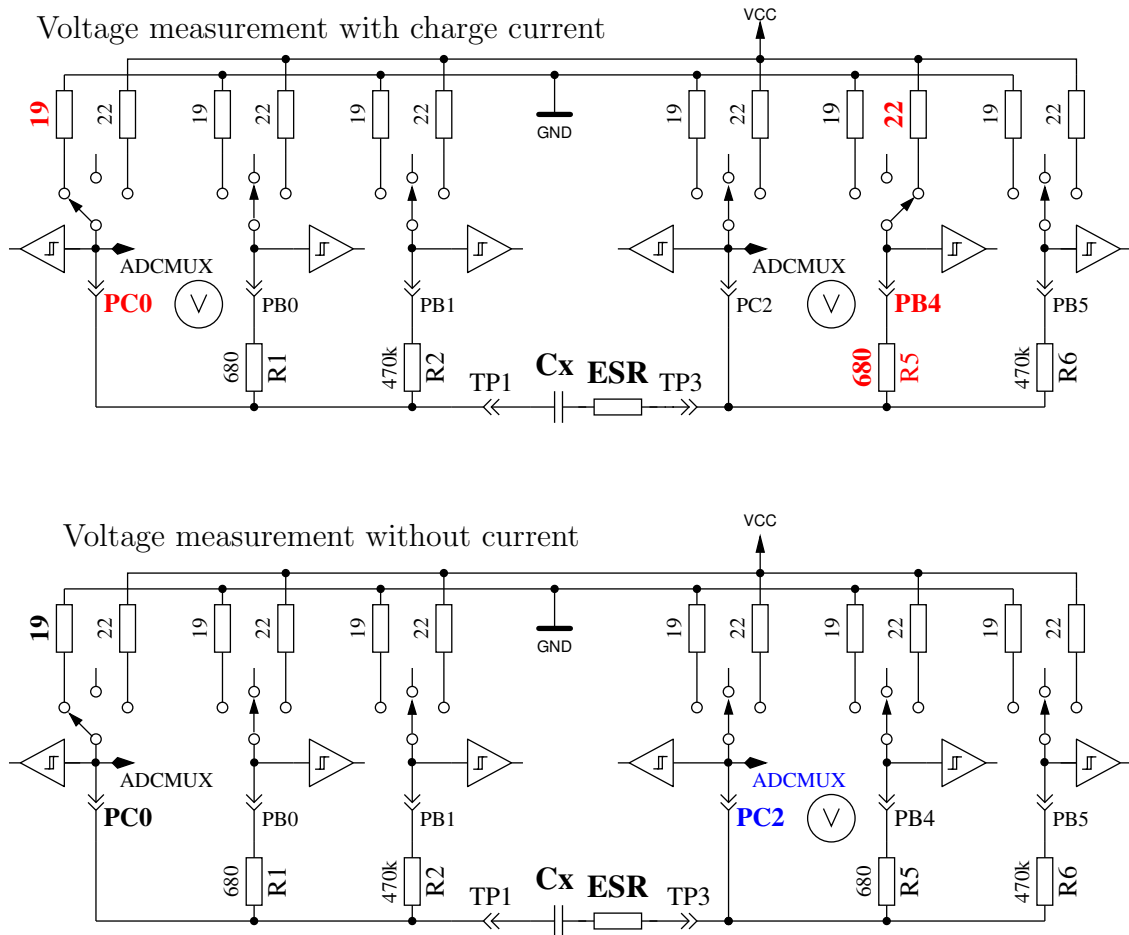 Voltage measurement with charge current
VCC
GND
19 22 19 22 19 22 19 22 19 22 19 22
ADCMUX ADCMUX
PC0 V PB0 PB1 PC2 V PB4 PB5
680 R1 470k R2 680 R5 470k R6
TP1 Cx ESR TP3
Voltage measurement without current
VCC
GND
19 22 19 22 19 22 19 22 19 22 19 22
ADCMUX ADCMUX
PC0 PB0 PB1 PC2 V PB4 PB5
680 R1 470k R2 680 R5 470k R6
TP1 Cx ESR TP3